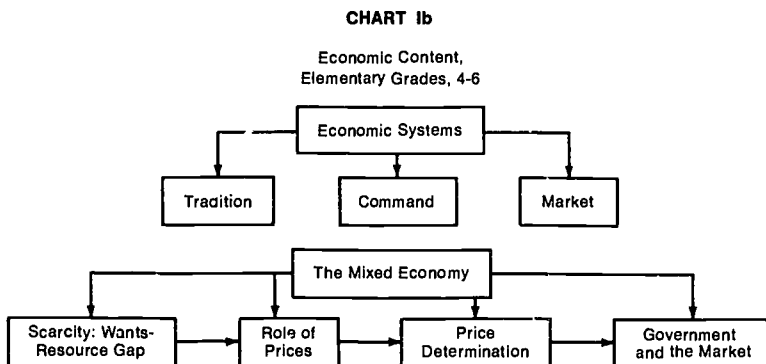 CHART Ib
Economic Content,
Elementary Grades, 4-6
Economic Systems
Tradition
Command
Market
The Mixed Economy
Scarcity: Wants-
Resource Gap
Role of
Prices
Price
Determination
Government
and the Market